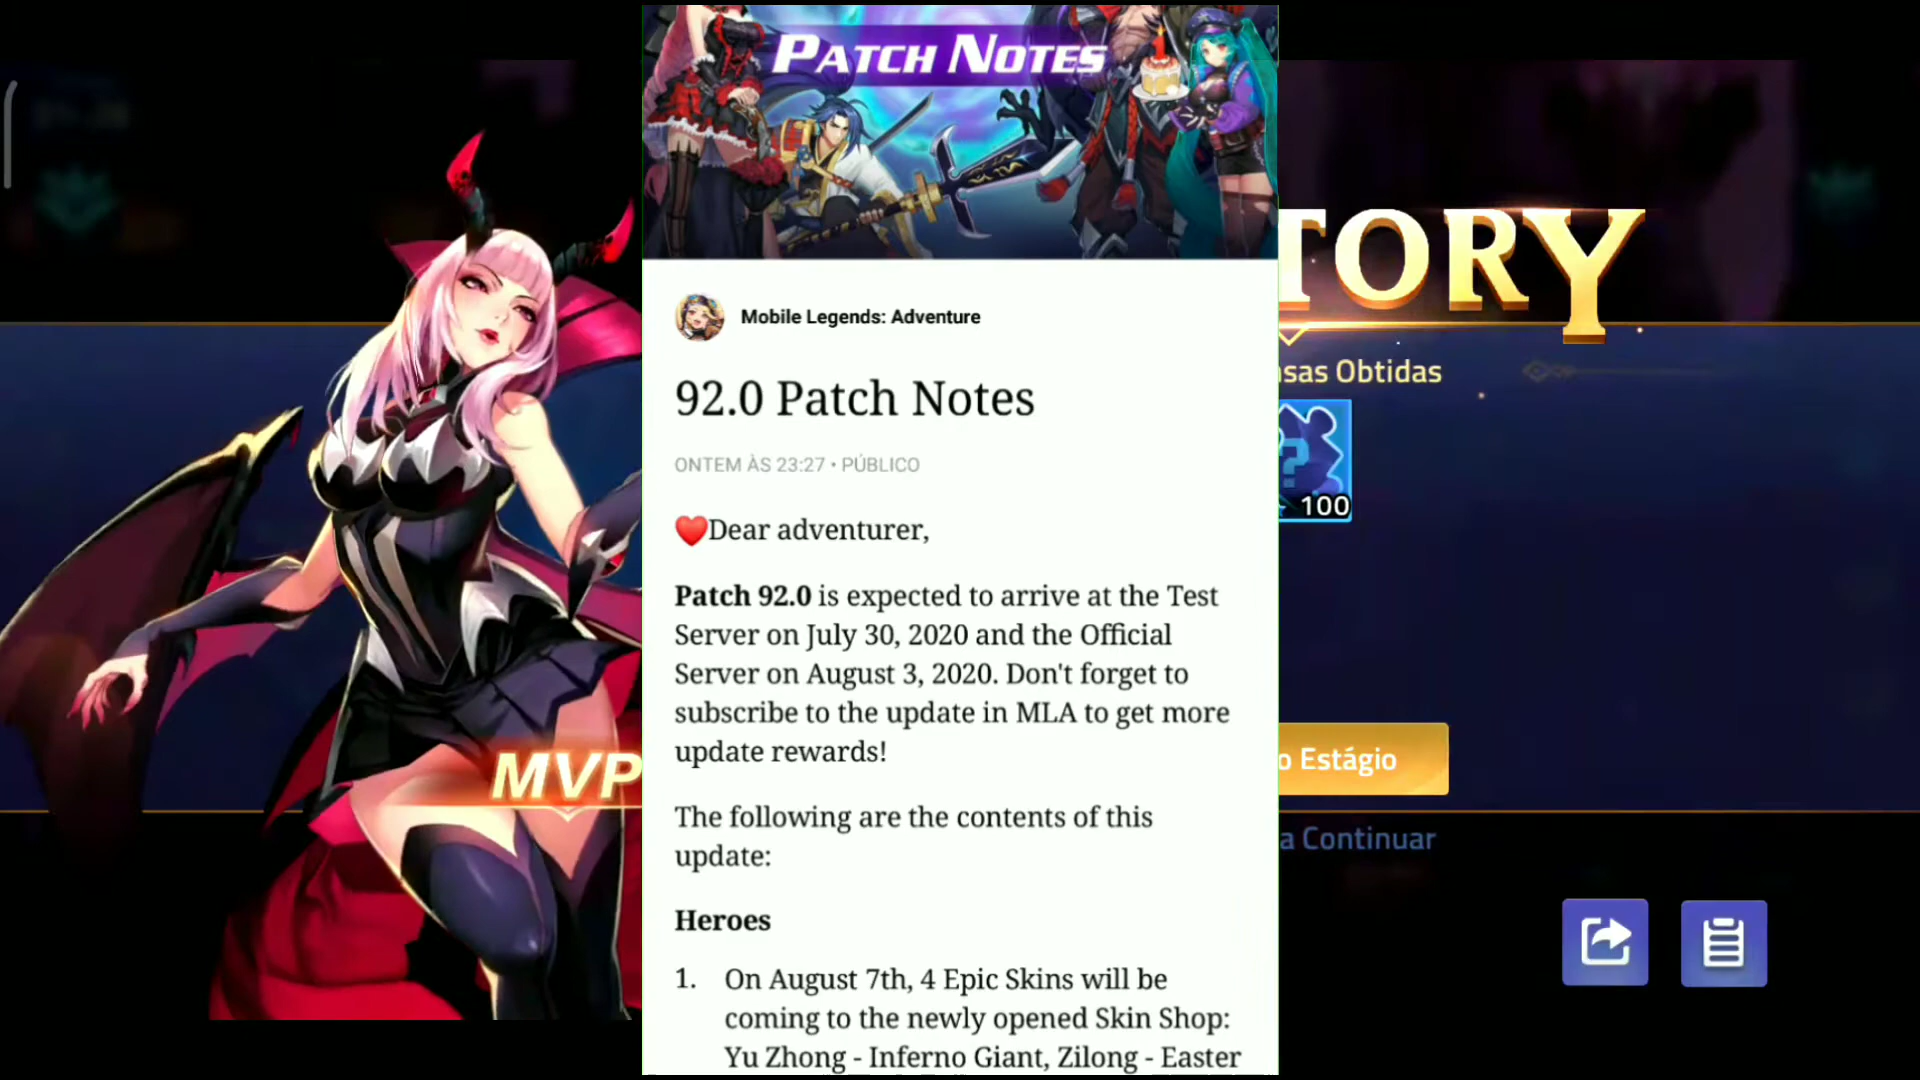 PATCH NOTES
Mobile Legends: Adventure
92.0 Patch Notes
ONTEM ÀS 23:27 • PÚBLICO
❤️Dear adventurer,
Patch 92.0 is expected to arrive at the Test
Server on July 30, 2020 and the Official
Server on August 3, 2020. Don't forget to
subscribe to the update in MLA to get more
update rewards!
The following are the contents of this
update:
Heroes
1. On August 7th, 4 Epic Skins will be
coming to the newly opened Skin Shop:
Yu Zhong - Inferno Giant, Zilong - Easter
MVP
TORY
sas Obtidas
100
o Estágio
a Continuar